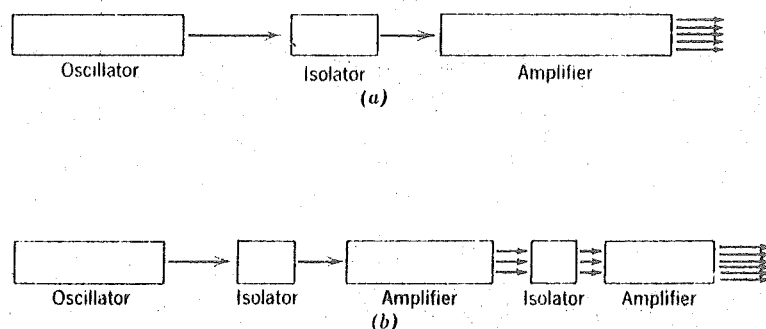 Oscillator Isolator Amplifier
(a)
Oscillator Isolator Amplifier Isolator Amplifier
(b)